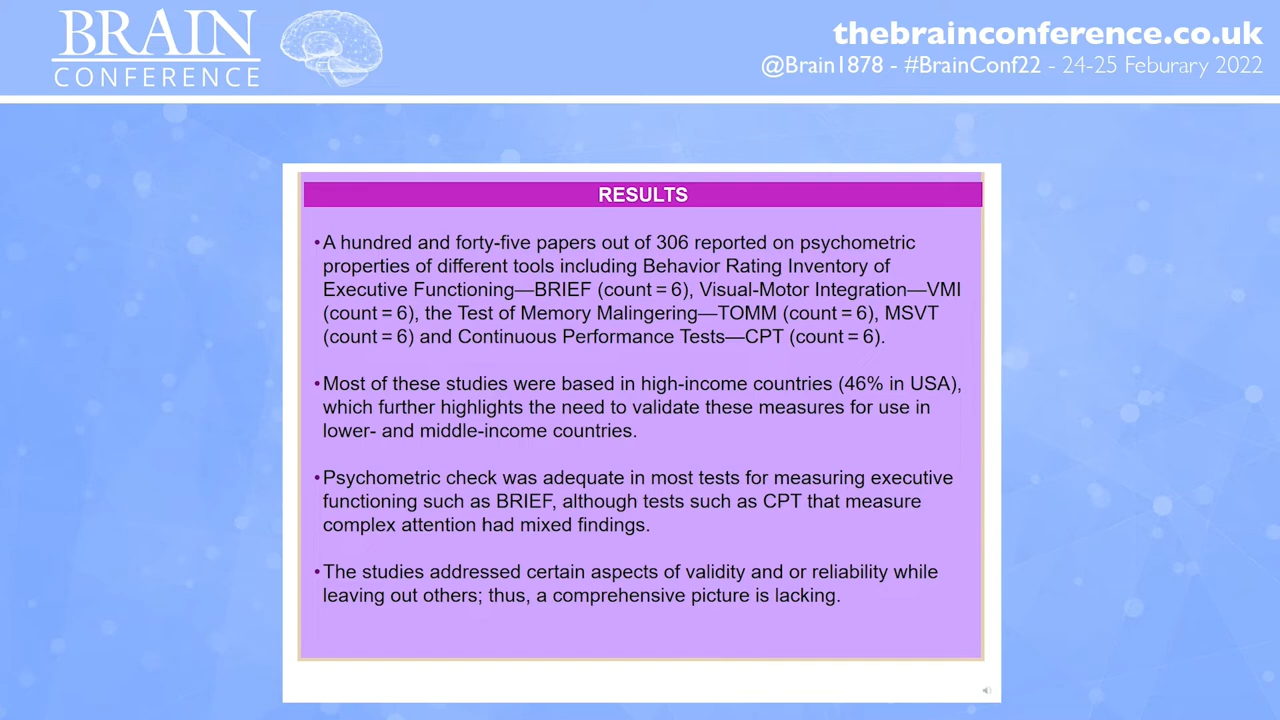 BRAIN
CONFERENCE
thebrainconference.co.uk
@Brain1878 - #BrainConf22 - 24-25 Feburary 2022
RESULTS
•A hundred and forty-five papers out of 306 reported on psychometric
properties of different tools including Behavior Rating Inventory of
Executive Functioning—BRIEF (count = 6), Visual-Motor Integration—VMI
(count = 6), the Test of Memory Malingering—TOMM (count = 6), MSVT
(count = 6) and Continuous Performance Tests—CPT (count = 6).
•Most of these studies were based in high-income countries (46% in USA),
which further highlights the need to validate these measures for use in
lower- and middle-income countries.
•Psychometric check was adequate in most tests for measuring executive
functioning such as BRIEF, although tests such as CPT that measure
complex attention had mixed findings.
•The studies addressed certain aspects of validity and or reliability while
leaving out others; thus, a comprehensive picture is lacking.